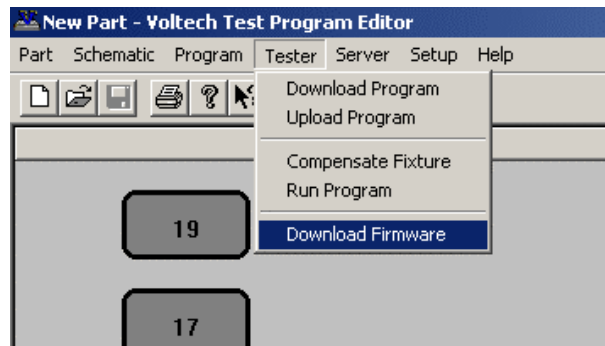 New Part - Voltech Test Program Editor
Part Schematic Program Tester Server Setup Help
Download Program
Upload Program
Compensate Fixture
Run Program
Download Firmware
19
17